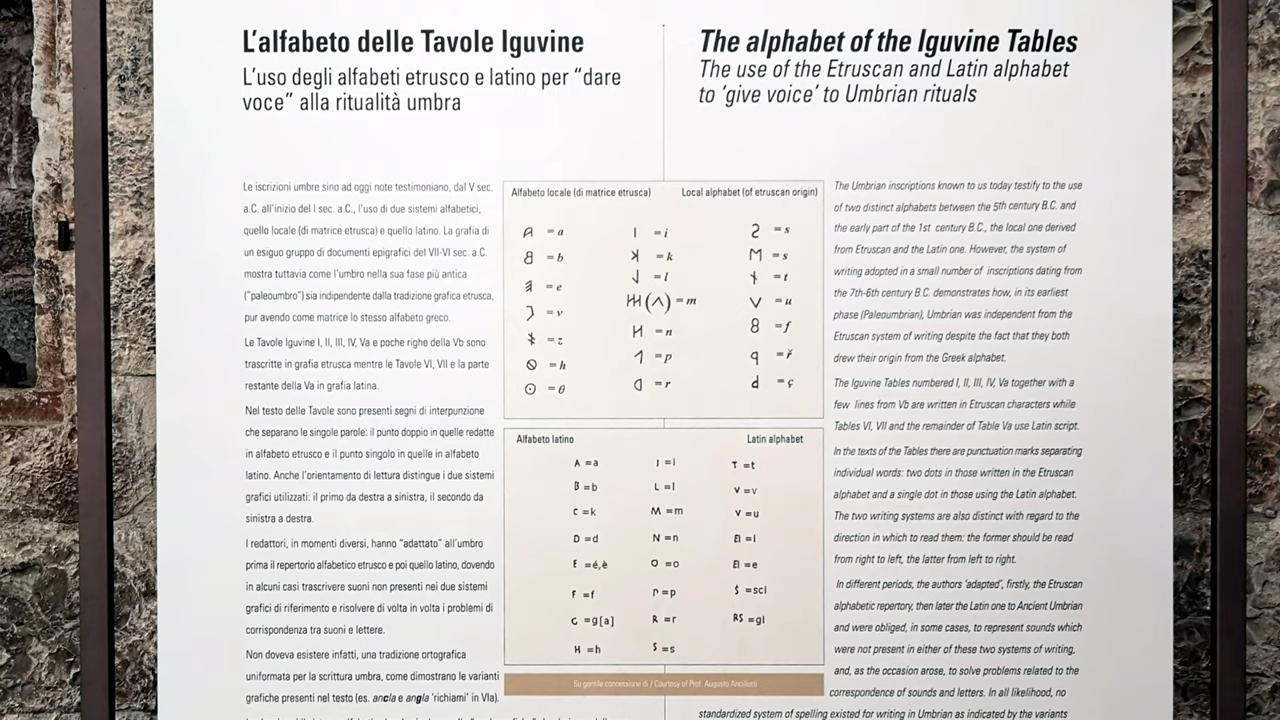 L'alfabeto delle Tavole Iguvine
L'uso degli alfabeti etrusco e latino per “dare
voce” alla ritualità umbra
The alphabet of the Iguvine Tables
The use of the Etruscan and Latin alphabet
to ‘give voice’ to Umbrian rituals
Le iscrizioni umbre sino ad oggi note testimoniano, dal V sec.
a.C. all'inizio del I sec. a.C., l'uso di due sistemi alfabetici,
quello locale (di matrice etrusca) e quello latino. La grafia di
un esiguo gruppo di documenti epigrafici del VII-VI sec. a.C.
mostra tuttavia come l'umbro nella sua fase più antica
(“paleoumbro”) sia indipendente dalla tradizione grafica etrusca,
pur avendo come matrice lo stesso alfabeto greco.
Le Tavole Iguvine I, II, III, IV, Va e poche righe della Vb sono
trascritte in grafia etrusca mentre le Tavole VI, VII e la parte
restante della Va in grafia latina.
Nel testo delle Tavole sono presenti segni di interpunzione
che separano le singole parole: il punto doppio in quelle redatte
in alfabeto etrusco e il punto singolo in quelle in alfabeto
latino. Anche l'orientamento di lettura distingue i due sistemi
grafici utilizzati: il primo da destra a sinistra, il secondo da
sinistra a destra.
I redattori, in momenti diversi, hanno “adattato” all'umbro
prima il repertorio alfabetico etrusco e poi quello latino, dovendo
in alcuni casi trascrivere suoni non presenti nei due sistemi
grafici di riferimento e risolvere di volta in volta i problemi di
corrispondenza tra suoni e lettere.
Non doveva esistere infatti, una tradizione ortografica
uniformata per la scrittura umbra, come dimostrano le varianti
grafiche presenti nel testo (es. ancla e angla ‘richiami’ in VIa).
Alfabeto locale (di matrice etrusca)
Local alphabet (of etruscan origin)
= a
= b
= e
= v
= z
= h
= θ
= i
= k
= l
= m
= n
= p
= r
= s
= s
= t
= u
= f
= ř
= ç
Alfabeto latino
Latin alphabet
A =a
B =b
C =k
D =d
E =é,è
F =f
G =g[a]
H =h
I =i
L =l
M =m
N =n
O =o
P =p
R =r
S =s
T =t
V =v
V =u
EI =i
EI =e
Ś =sci
RS =gl
Su gentile concessione di / Courtesy of Prof. Augusto Ancillotti
The Umbrian inscriptions known to us today testify to the use
of two distinct alphabets between the 5th century B.C. and
the early part of the 1st century B.C., the local one derived
from Etruscan and the Latin one. However, the system of
writing adopted in a small number of inscriptions dating from
the 7th-6th century B.C. demonstrates how, in its earliest
phase (Paleoumbrian), Umbrian was independent from the
Etruscan system of writing despite the fact that they both
drew their origin from the Greek alphabet.
The Iguvine Tables numbered I, II, III, IV, Va together with a
few lines from Vb are written in Etruscan characters while
Tables VI, VII and the remainder of Table Va use Latin script.
In the texts of the Tables there are punctuation marks separating
individual words: two dots in those written in the Etruscan
alphabet and a single dot in those using the Latin alphabet.
The two writing systems are also distinct with regard to the
direction in which to read them: the former should be read
from right to left, the latter from left to right.
In different periods, the authors ‘adapted’, firstly, the Etruscan
alphabetic repertory, then later the Latin one to Ancient Umbrian
and were obliged, in some cases, to represent sounds which
were not present in either of these two systems of writing,
and, as the occasion arose, to solve problems related to the
correspondence of sounds and letters. In all likelihood, no
standardized system of spelling existed for writing in Umbrian as indicated by the variants